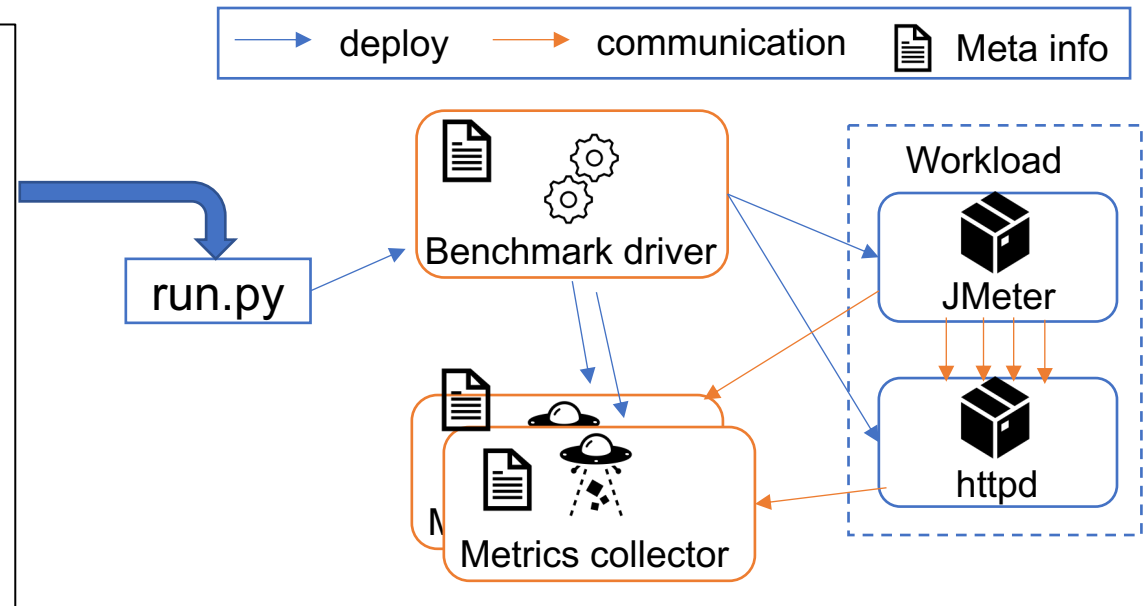 deploy
communication
Meta info
Workload
Benchmark driver
run.py
JMeter
httpd
M
Metrics collector